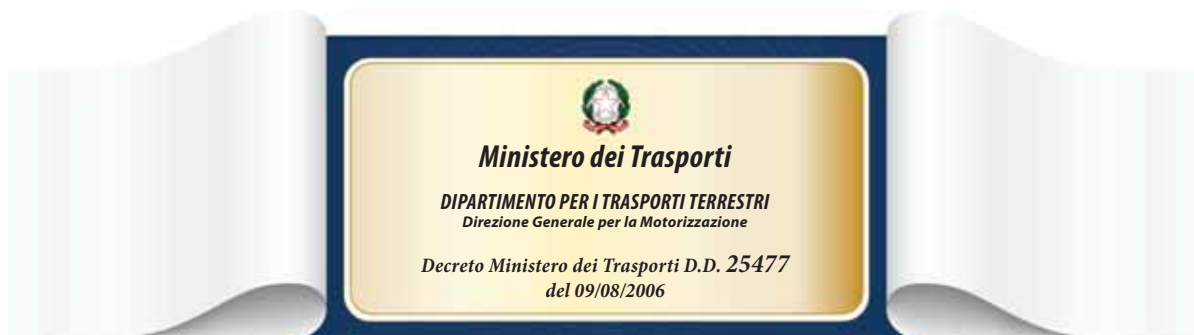 Ministero dei Trasporti
DIPARTIMENTO PER I TRASPORTI TERRESTRI
Direzione Generale per la Motorizzazione
Decreto Ministero dei Trasporti D.D. 25477
del 09/08/2006